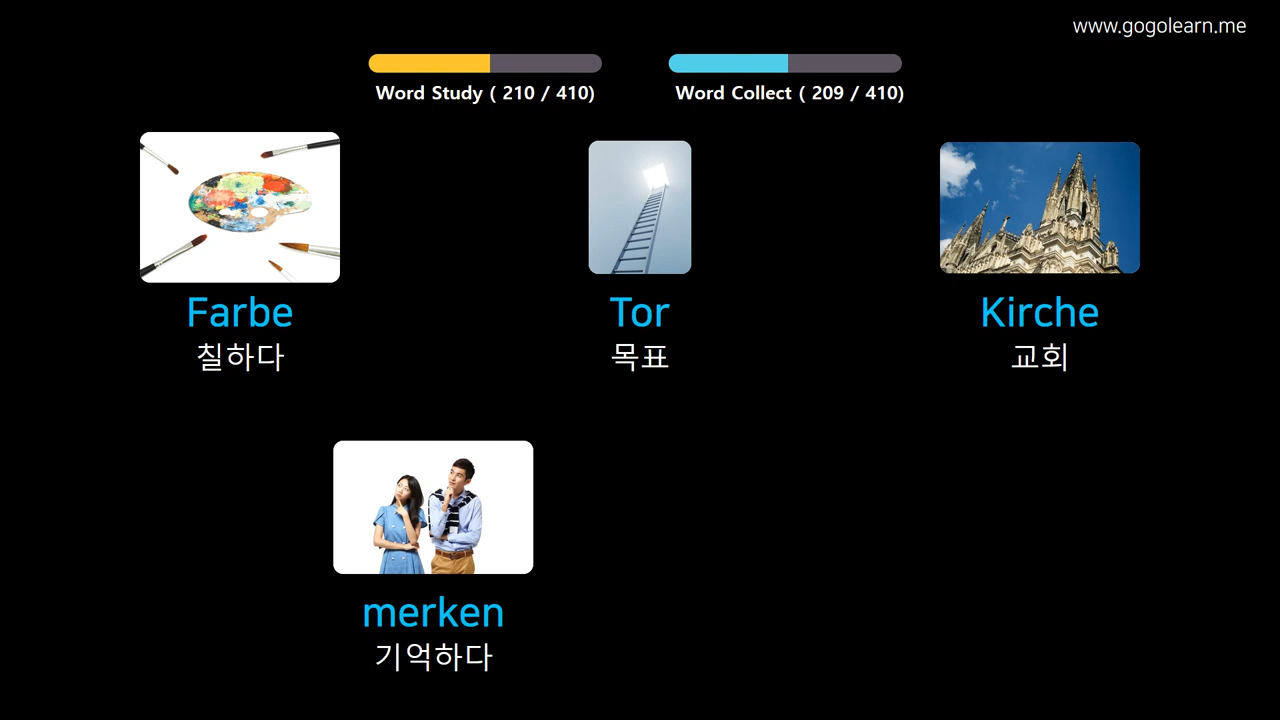 www.gogolearn.me
Word Study ( 210 / 410)
Word Collect ( 209 / 410)
Farbe
칠하다
Tor
목표
Kirche
교회
merken
기억하다